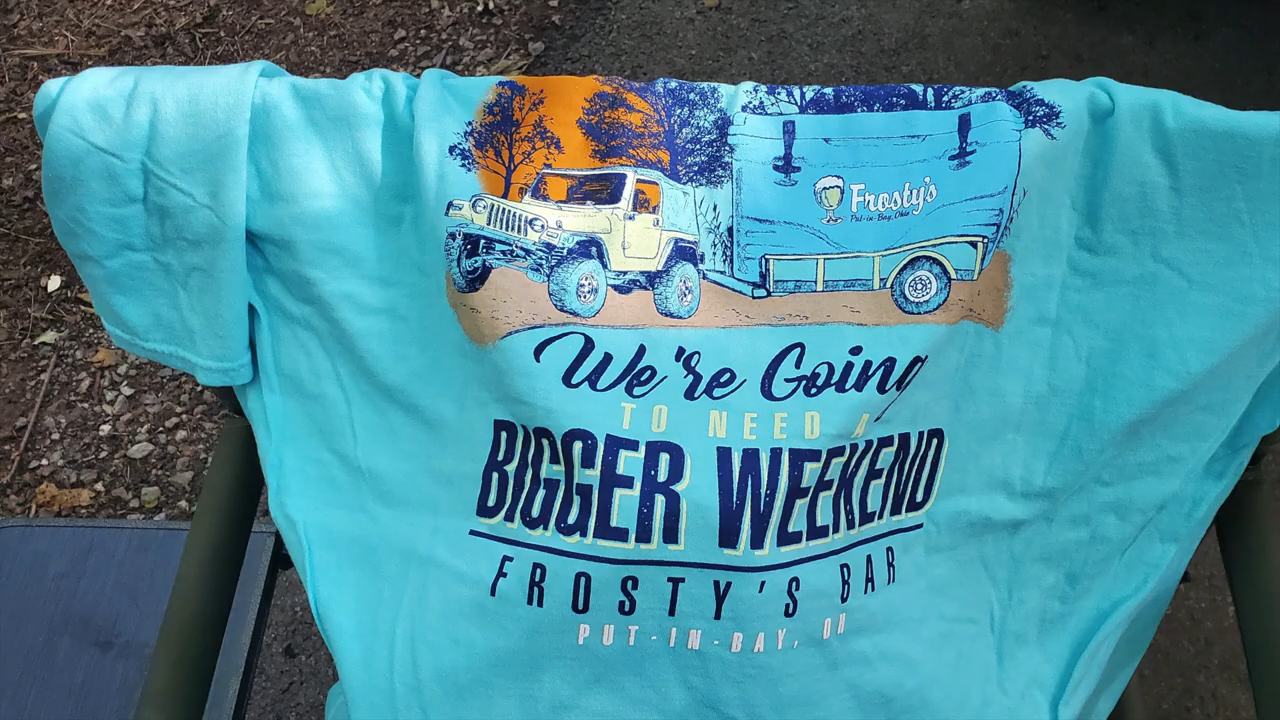 Frosty's
Put-in-Bay, Ohio
We're Going
TO NEED A
BIGGER WEEKEND
FROSTY'S BAR
PUT-IN-BAY, OH